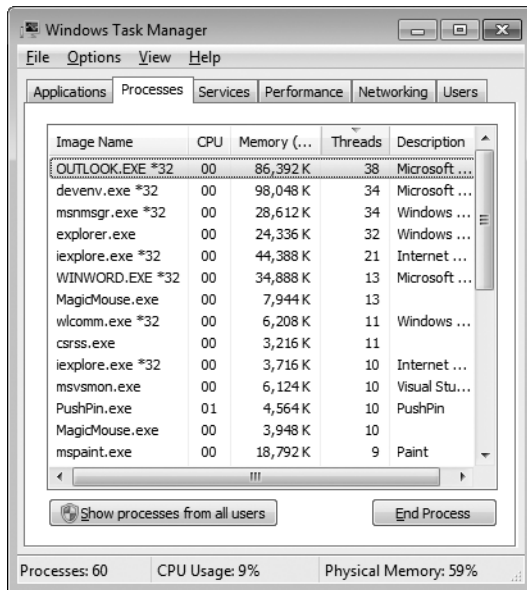 Windows Task Manager
File Options View Help
Applications Processes Services Performance Networking Users
Image Name CPU Memory (... Threads Description
OUTLOOK.EXE *32 00 86,392 K 38 Microsoft ...
devenv.exe *32 00 98,048 K 34 Microsoft ...
msnmsgr.exe *32 00 28,612 K 34 Windows ...
explorer.exe 00 24,336 K 32 Windows ...
iexplore.exe *32 00 44,388 K 21 Internet ...
WINWORD.EXE *32 00 34,888 K 13 Microsoft ...
MagicMouse.exe 00 7,944 K 13
wlcomm.exe *32 00 6,208 K 11 Windows ...
csrss.exe 00 3,216 K 11
iexplore.exe *32 00 3,716 K 10 Internet ...
msvsmon.exe 00 6,124 K 10 Visual Stu...
PushPin.exe 01 4,564 K 10 PushPin
MagicMouse.exe 00 3,948 K 10
mspaint.exe 00 18,792 K 9 Paint
Show processes from all users End Process
Processes: 60 CPU Usage: 9% Physical Memory: 59%